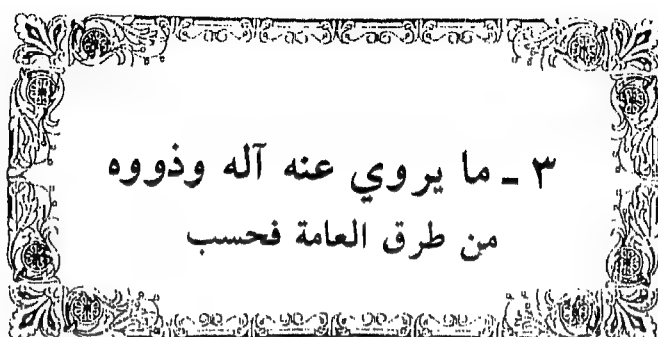 ٣ ـ ما يروي عنه آله وذووه
من طرق العامة فحسب